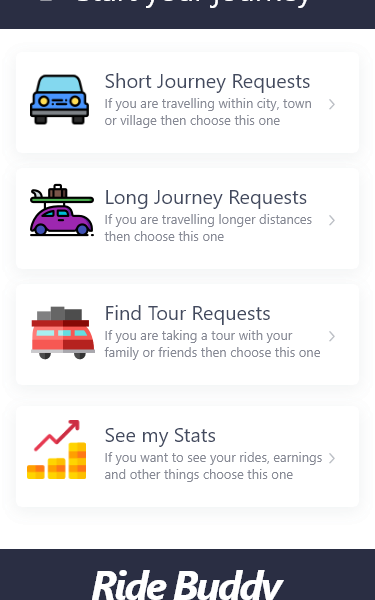 Start your Journey
Short Journey Requests
If you are travelling within city, town
or village then choose this one
Long Journey Requests
If you are travelling longer distances
then choose this one
Find Tour Requests
If you are taking a tour with your
family or friends then choose this one
See my Stats
If you want to see your rides, earnings
and other things choose this one
Ride Buddy